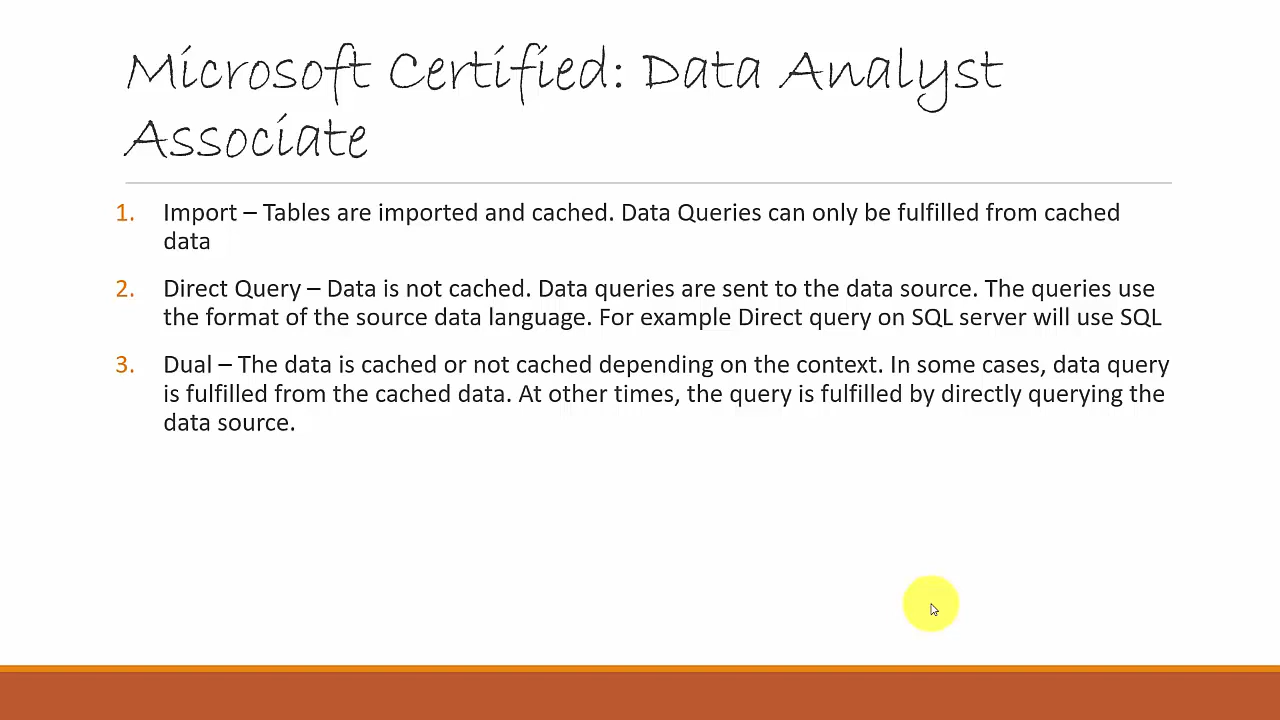 Microsoft Certified: Data Analyst
Associate
1. Import – Tables are imported and cached. Data Queries can only be fulfilled from cached
data
2. Direct Query – Data is not cached. Data queries are sent to the data source. The queries use
the format of the source data language. For example Direct query on SQL server will use SQL
3. Dual – The data is cached or not cached depending on the context. In some cases, data query
is fulfilled from the cached data. At other times, the query is fulfilled by directly querying the
data source.